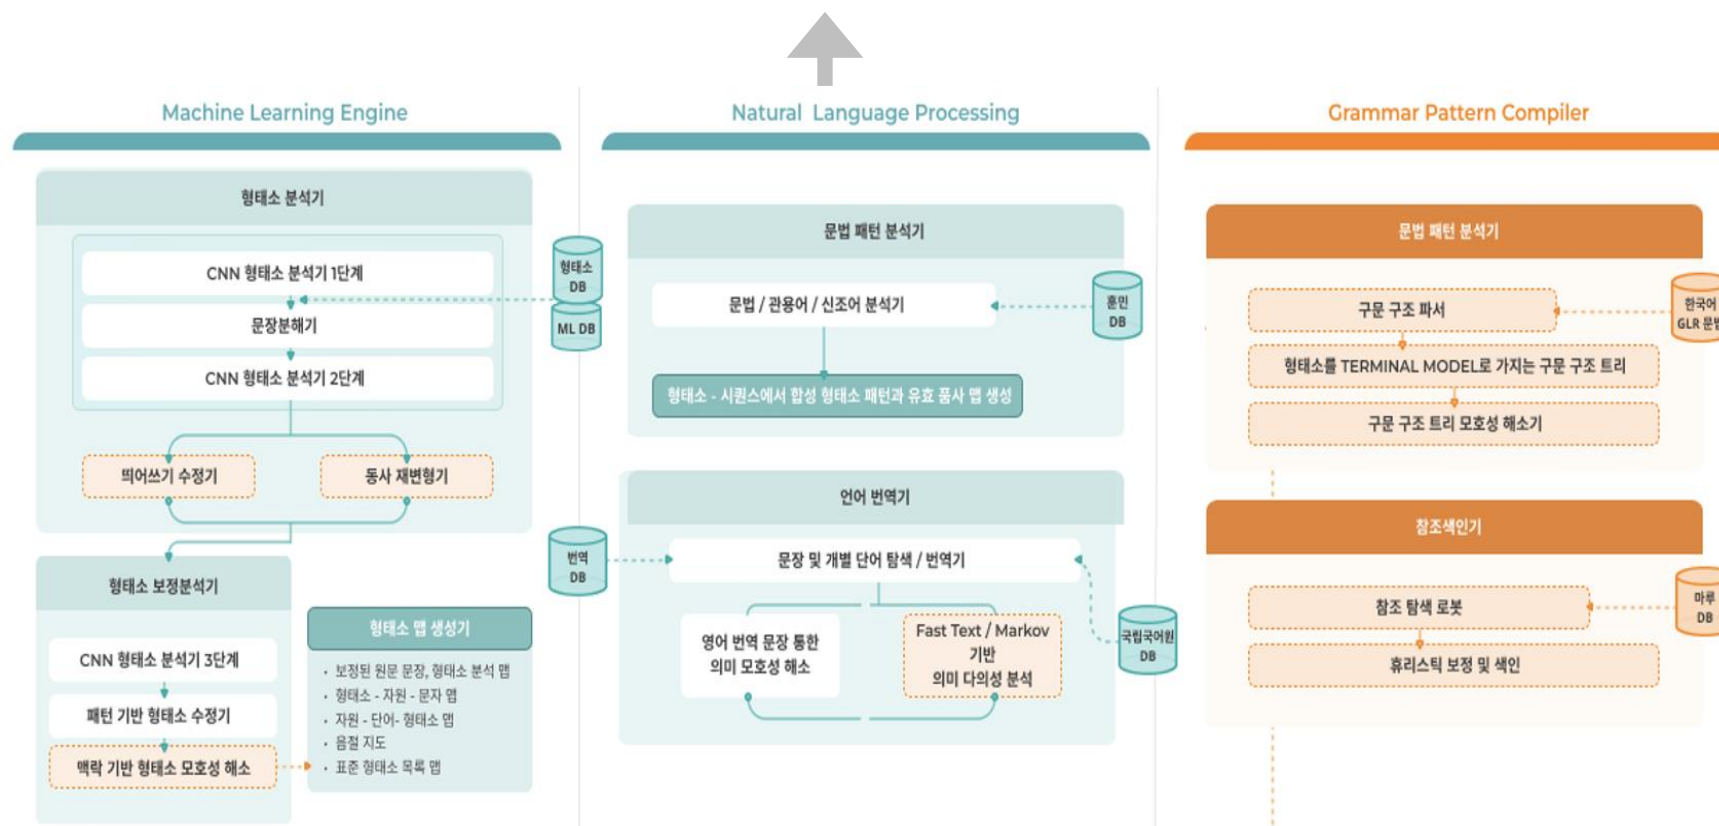 Machine Learning Engine
형태소 분석기
CNN 형태소 분석기 1단계
문장분해기
CNN 형태소 분석기 2단계
띄어쓰기 수정기
동사 재변형기
형태소
DB
ML DB
형태소 보정분석기
CNN 형태소 분석기 3단계
패턴 기반 형태소 수정기
맥락 기반 형태소 모호성 해소
형태소 맵 생성기
· 보정된 원문 문장, 형태소 분석 맵
· 형태소 - 자원 - 문자 맵
· 자원 - 단어- 형태소 맵
· 음절 지도
· 표준 형태소 목록 맵
Natural Language Processing
문법 패턴 분석기
문법 / 관용어 / 신조어 분석기
훈민
DB
형태소 - 시퀀스에서 합성 형태소 패턴과 유효 품사 맵 생성
언어 번역기
번역
DB
문장 및 개별 단어 탐색 / 번역기
영어 번역 문장 통한
의미 모호성 해소
Fast Text / Markov
기반
의미 다의성 분석
국립국어원
DB
Grammar Pattern Compiler
문법 패턴 분석기
구문 구조 파서
한국어
GLR 문법
형태소를 TERMINAL MODEL로 가지는 구문 구조 트리
구문 구조 트리 모호성 해소기
참조색인기
참조 탐색 로봇
마루
DB
휴리스틱 보정 및 색인